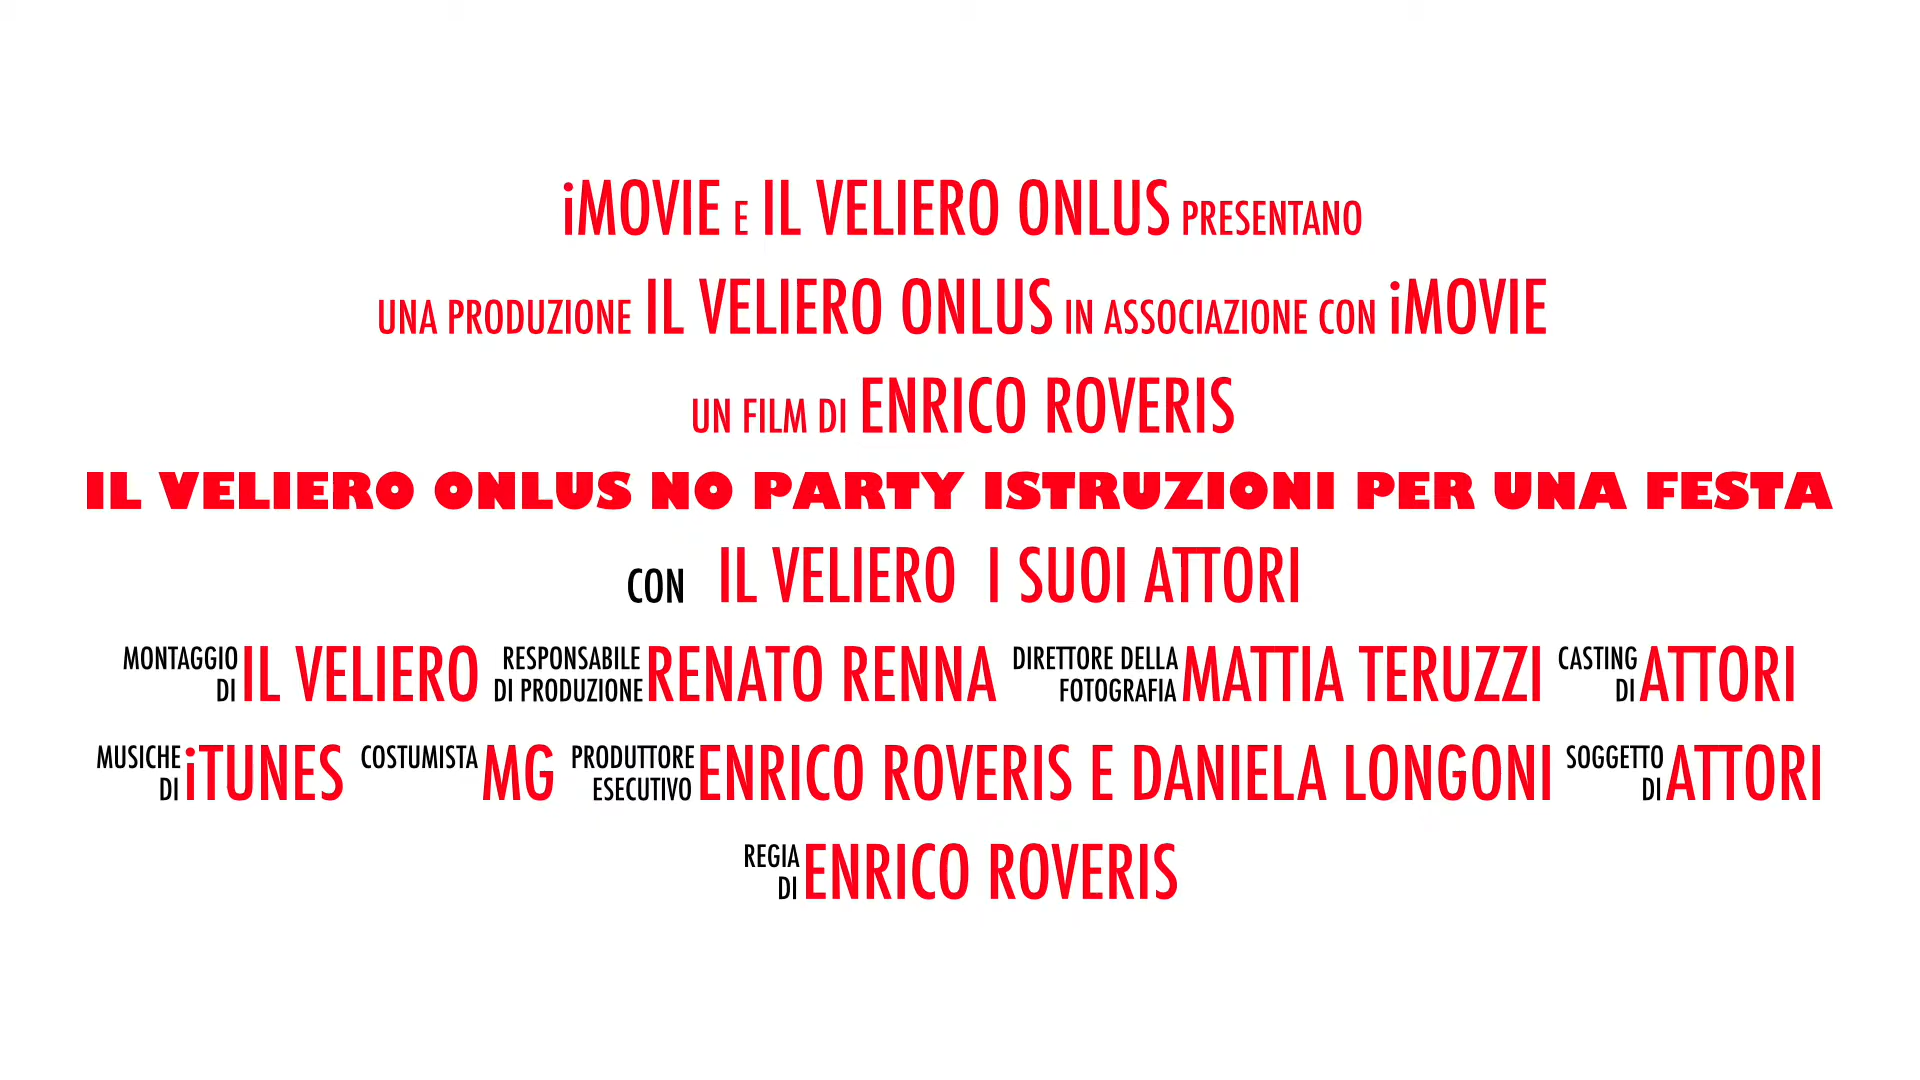 iMOVIE E IL VELIERO ONLUS PRESENTANO
UNA PRODUZIONE IL VELIERO ONLUS IN ASSOCIAZIONE CON iMOVIE
UN FILM DI ENRICO ROVERIS
IL VELIERO ONLUS NO PARTY ISTRUZIONI PER UNA FESTA
CON IL VELIERO I SUOI ATTORI
MONTAGGIO DI IL VELIERO RESPONSABILE DI PRODUZIONE RENATO RENNA DIRETTORE DELLA FOTOGRAFIA MATTIA TERUZZI CASTING DI ATTORI
MUSICHE DI iTUNES COSTUMISTA MG PRODUTTORE ESECUTIVO ENRICO ROVERIS E DANIELA LONGONI SOGGETTO DI ATTORI
REGIA DI ENRICO ROVERIS